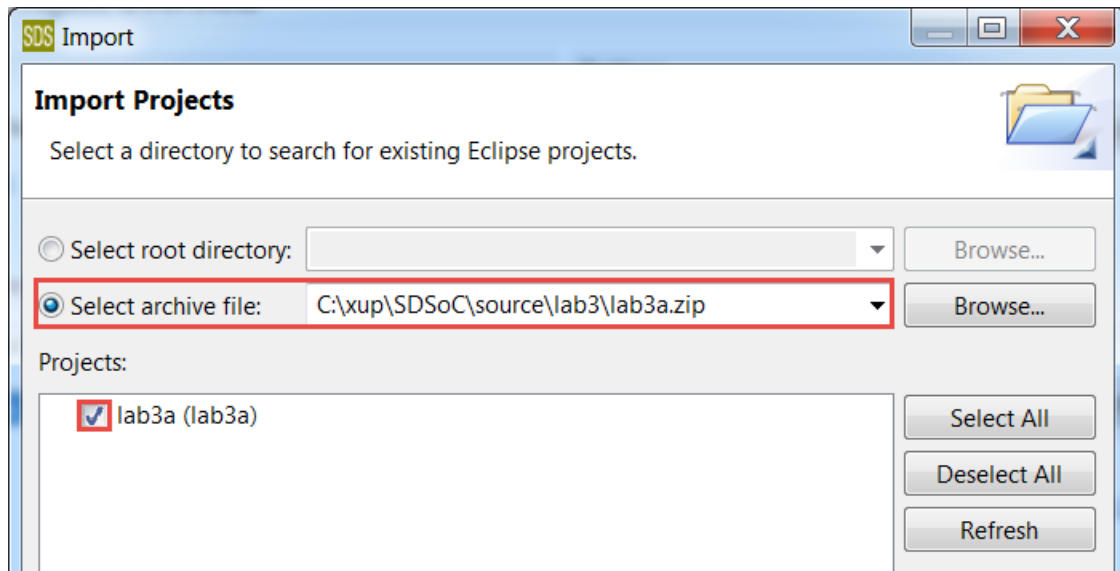 SDS Import
Import Projects
Select a directory to search for existing Eclipse projects.
Select root directory: Browse...
Select archive file: C:\xup\SDSoC\source\lab3\lab3a.zip Browse...
Projects:
lab3a (lab3a)
Select All
Deselect All
Refresh